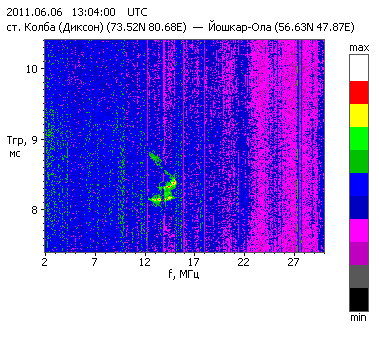 2011.06.06 13:04:00 UTC
ст. Колба (Диксон) (73.52N 80.68E) — Йошкар-Ола (56.63N 47.87E)
max
10
9
8
Tгр,
мс
2 7 12 17 22 27
f, МГц
min